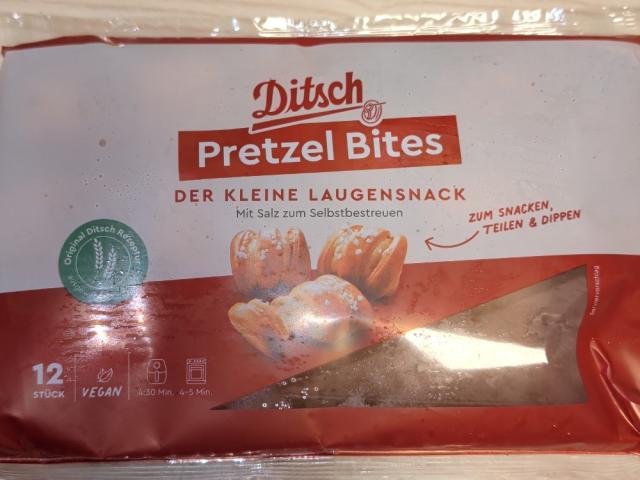 Ditsch
Pretzel Bites
DER KLEINE LAUGENSNACK
Mit Salz zum Selbstbestreuen
ZUM SNACKEN,
TEILEN & DIPPEN
Original Ditsch Rezeptur
Serviervorschlag
12
STÜCK
VEGAN
4:30 Min.
4-5 Min.